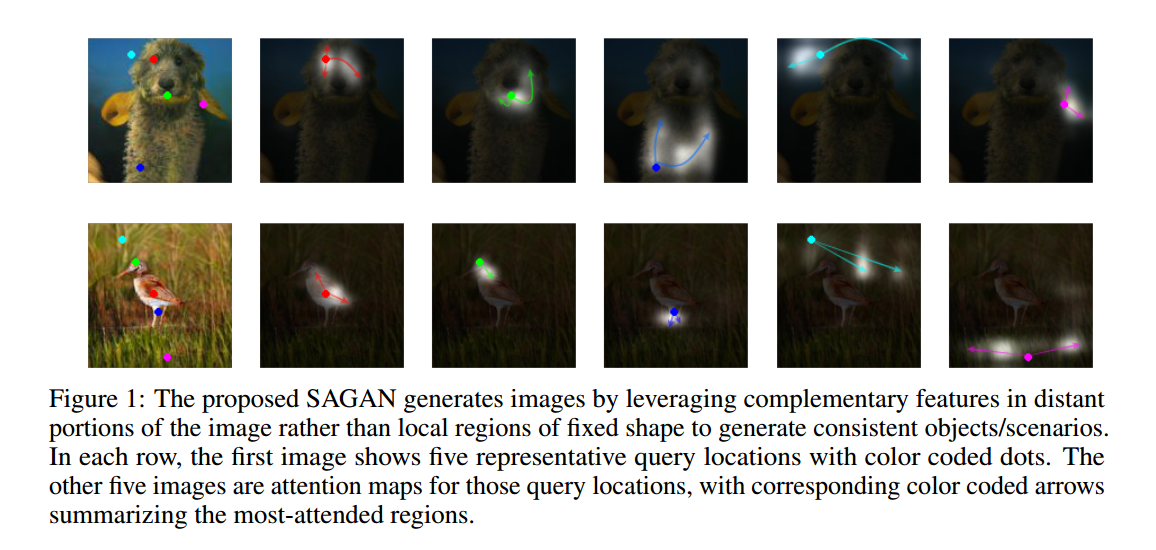 Figure 1: The proposed SAGAN generates images by leveraging complementary features in distant
portions of the image rather than local regions of fixed shape to generate consistent objects/scenarios.
In each row, the first image shows five representative query locations with color coded dots. The
other five images are attention maps for those query locations, with corresponding color coded arrows
summarizing the most-attended regions.